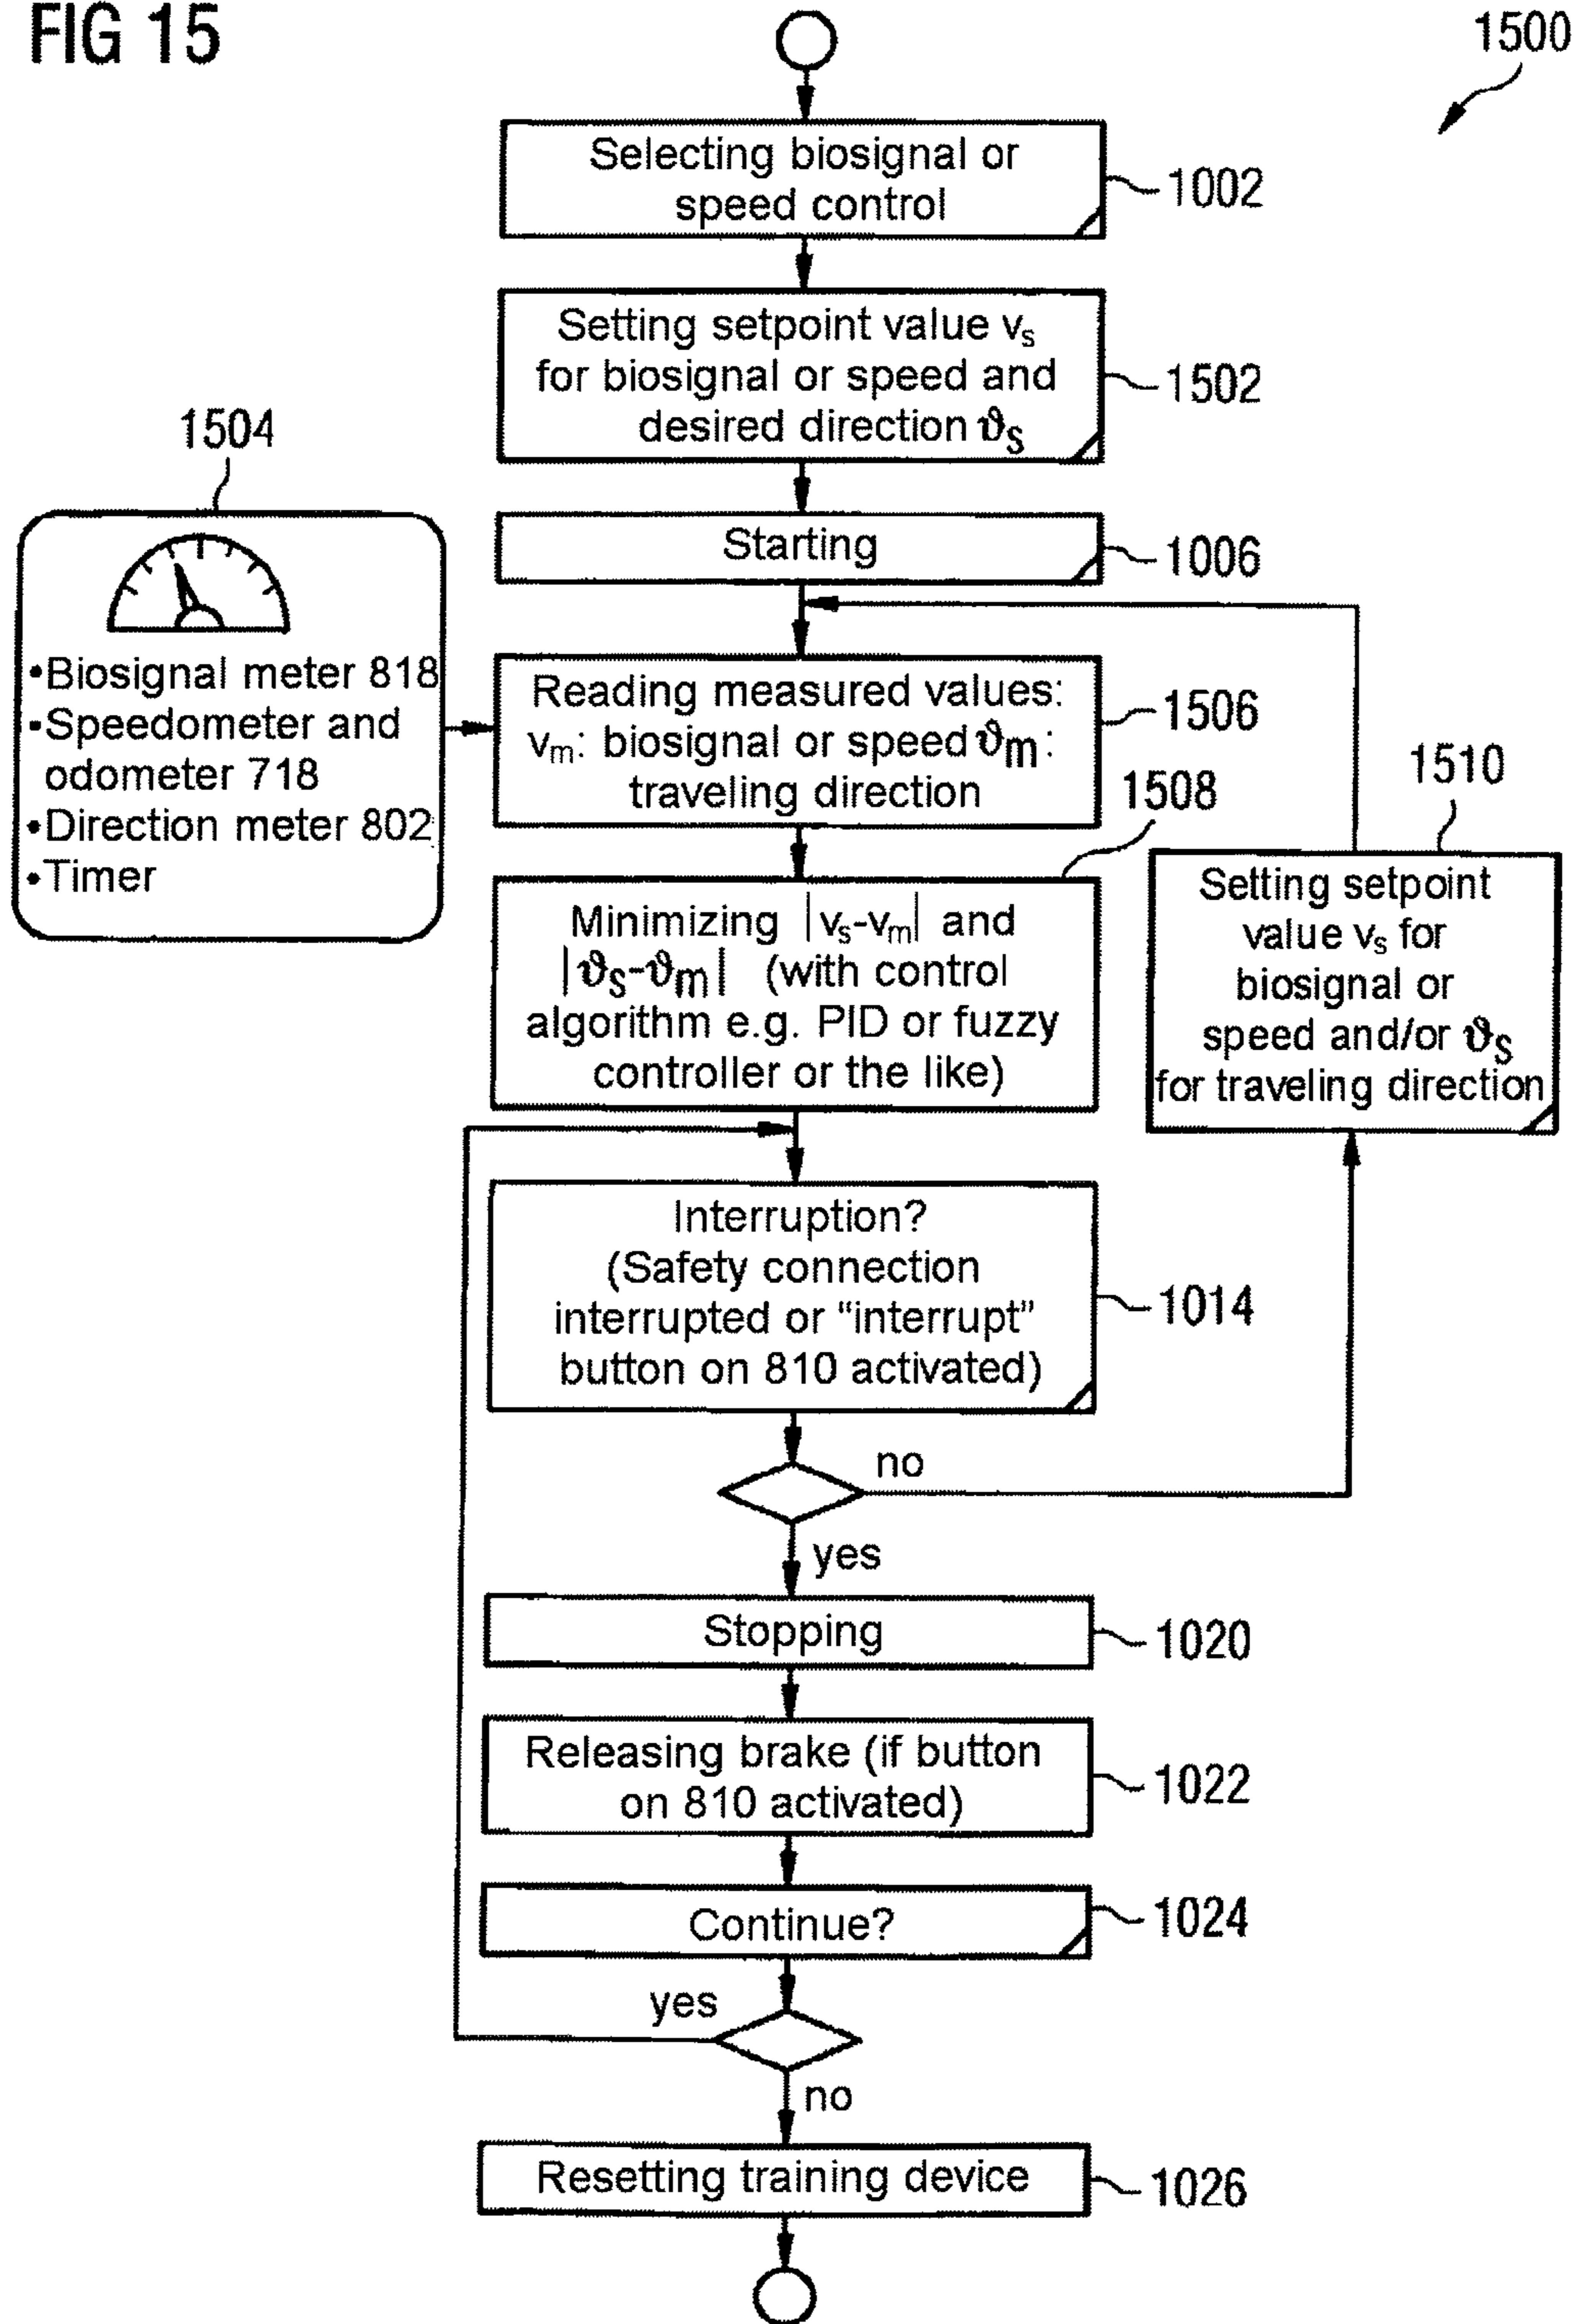 FIG 15
1500
Selecting biosignal or
speed control
1002
Setting setpoint value vₛ
for biosignal or speed and
desired direction ϑₛ
1502
Starting
1006
1504
•Biosignal meter 818
•Speedometer and
odometer 718
•Direction meter 802
•Timer
Reading measured values:
vₘ: biosignal or speed ϑₘ:
traveling direction
1506
1508
Minimizing |vₛ-vₘ| and
|ϑₛ-ϑₘ| (with control
algorithm e.g. PID or fuzzy
controller or the like)
1510
Setting setpoint
value vₛ for
biosignal or
speed and/or ϑₛ
for traveling direction
Interruption?
(Safety connection
interrupted or “interrupt”
button on 810 activated)
1014
no
yes
Stopping
1020
Releasing brake (if button
on 810 activated)
1022
Continue?
1024
yes
no
Resetting training device
1026